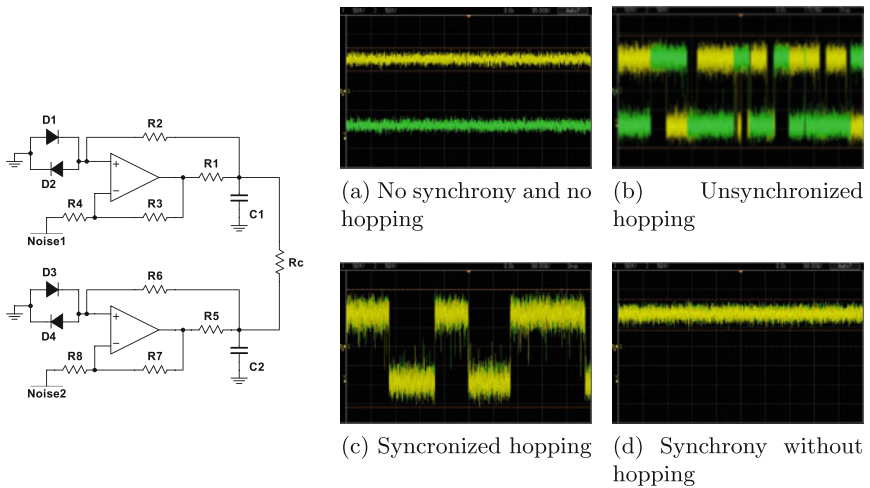 D1
R2
D2
R1
R4
R3
C1
Noise1
Rc
D3
R6
D4
R5
R8
R7
C2
Noise2
(a) No synchrony and no
hopping
(b) Unsynchronized
hopping
(c) Syncronized hopping
(d) Synchrony without
hopping